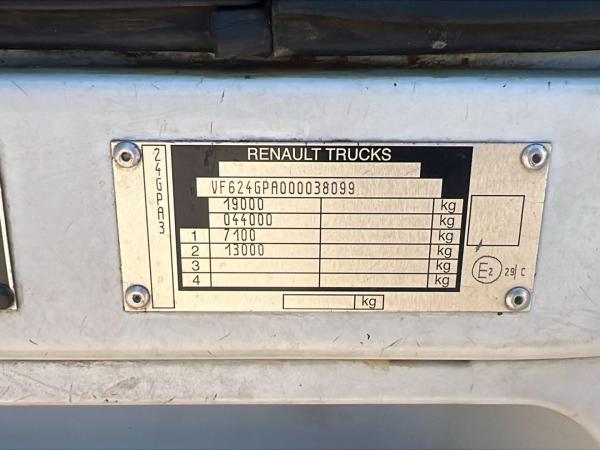 24GPA3
RENAULT TRUCKS
VF624GPA000038099
19000 kg
044000 kg
1 7100 kg
2 13000 kg
3 kg
4 kg
kg
E2 29 C